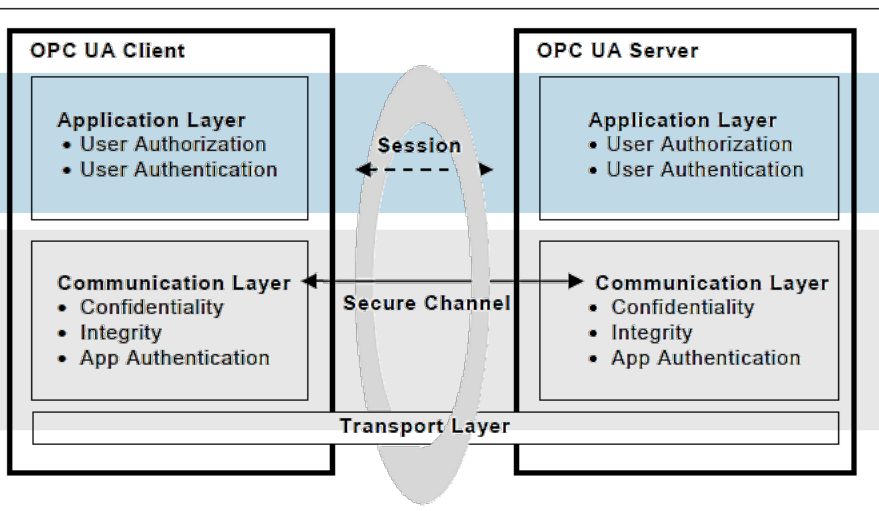 OPC UA Client
Application Layer
• User Authorization
• User Authentication
Communication Layer
• Confidentiality
• Integrity
• App Authentication
Session
Secure Channel
Transport Layer
OPC UA Server
Application Layer
• User Authorization
• User Authentication
Communication Layer
• Confidentiality
• Integrity
• App Authentication